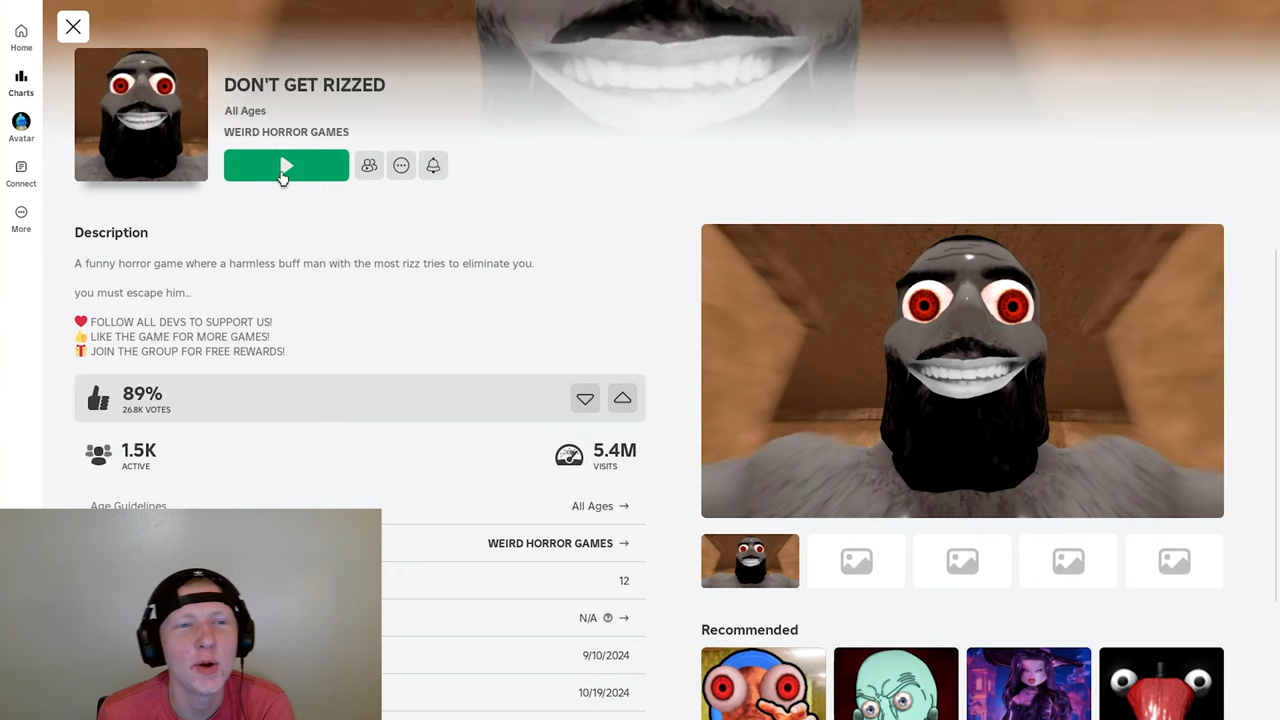 Home
Charts
Avatar
Connect
More
DON'T GET RIZZED
All Ages
WEIRD HORROR GAMES
Description
A funny horror game where a harmless buff man with the most rizz tries to eliminate you.
you must escape him...
❤️ FOLLOW ALL DEVS TO SUPPORT US!
👍 LIKE THE GAME FOR MORE GAMES!
🎁 JOIN THE GROUP FOR FREE REWARDS!
89%
26.8K VOTES
1.5K
ACTIVE
5.4M
VISITS
Age Guidelines
All Ages →
WEIRD HORROR GAMES →
12
N/A →
9/10/2024
10/19/2024
Recommended